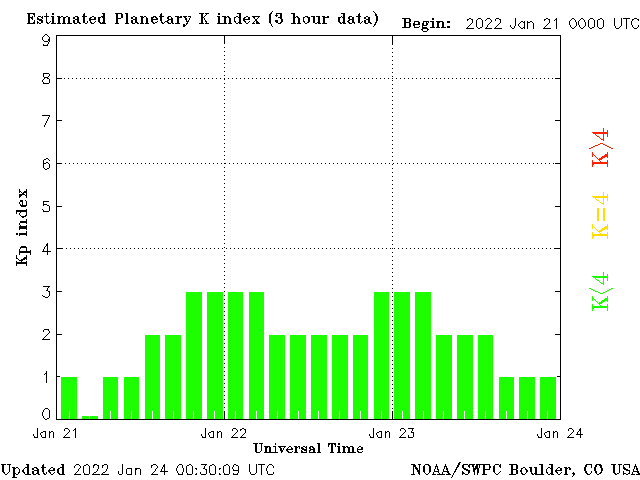 Estimated Planetary K index (3 hour data) Begin: 2022 Jan 21 0000 UTC
9
8
7
6
5
4
3
2
1
0
Kp index
K>4
K=4
K<4
Jan 21 Jan 22 Jan 23 Jan 24
Universal Time
Updated 2022 Jan 24 00:30:09 UTC NOAA/SWPC Boulder, CO USA